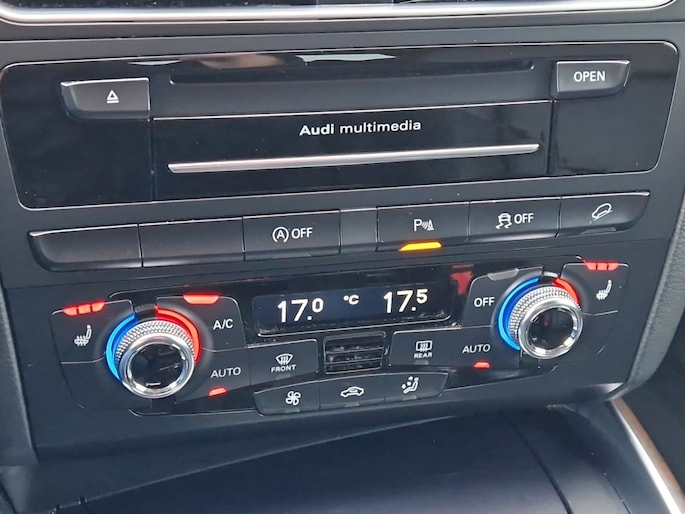 OPEN
Audi multimedia
A OFF
P
OFF
17.0 °C 17.5
A/C
OFF
AUTO
FRONT
REAR
AUTO